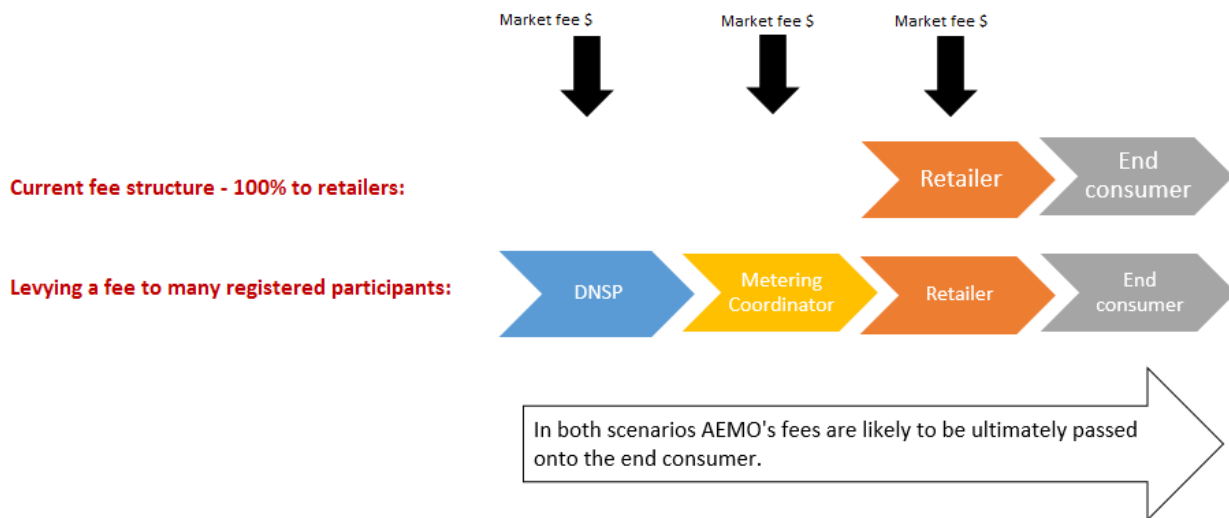 Market fee $
Market fee $
Market fee $
Current fee structure - 100% to retailers:
Retailer
End
consumer
Levying a fee to many registered participants:
DNSP
Metering
Coordinator
Retailer
End
consumer
In both scenarios AEMO's fees are likely to be ultimately passed
onto the end consumer.